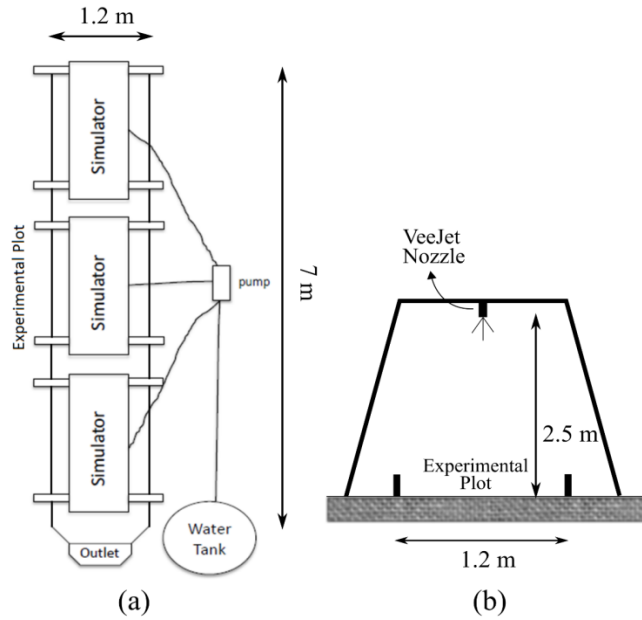 1.2 m
Simulator
Simulator
Simulator
Experimental Plot
pump
7 m
Water
Tank
Outlet
(a)
VeeJet
Nozzle
2.5 m
Experimental
Plot
1.2 m
(b)